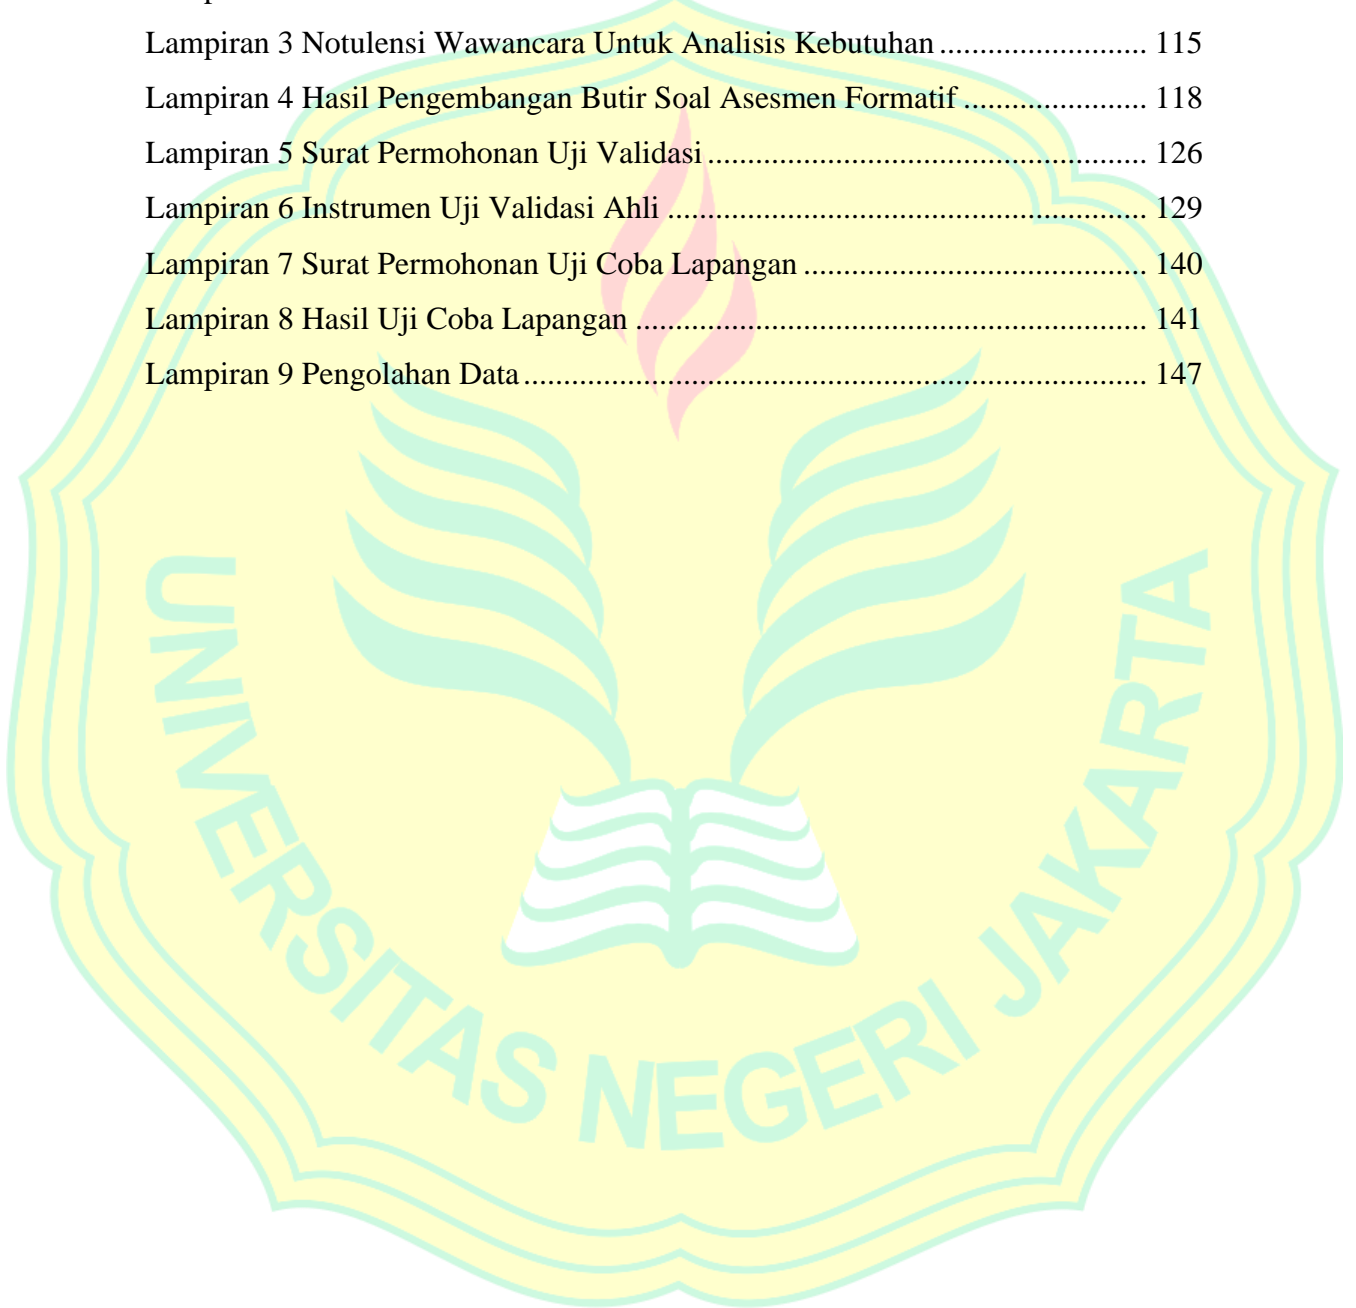 Lampiran 3 Notulensi Wawancara Untuk Analisis Kebutuhan .......................... 115
Lampiran 4 Hasil Pengembangan Butir Soal Asesmen Formatif ....................... 118
Lampiran 5 Surat Permohonan Uji Validasi ....................................................... 126
Lampiran 6 Instrumen Uji Validasi Ahli ............................................................ 129
Lampiran 7 Surat Permohonan Uji Coba Lapangan ........................................... 140
Lampiran 8 Hasil Uji Coba Lapangan ................................................................ 141
Lampiran 9 Pengolahan Data .............................................................................. 147
UNIVERSITAS NEGERI JAKARTA